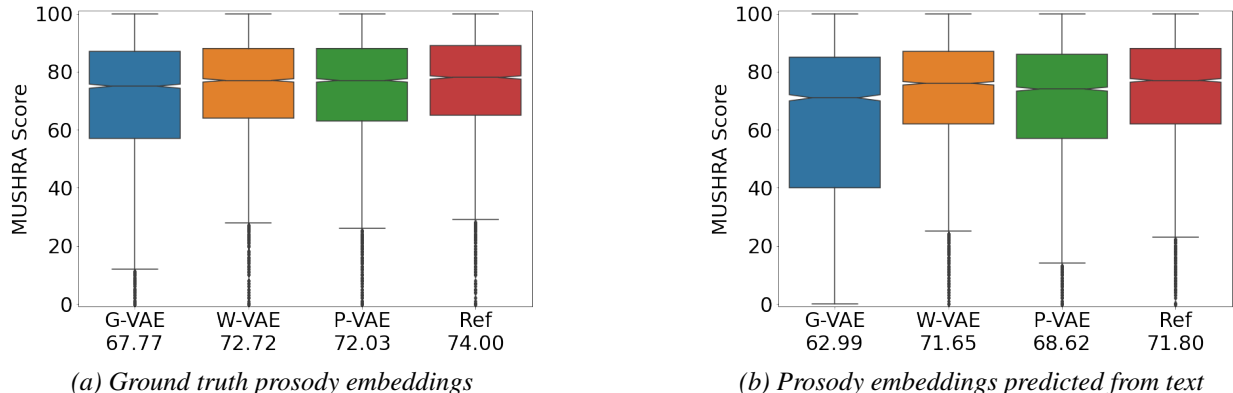 MUSHRA Score
100
80
60
40
20
0
G-VAE W-VAE P-VAE Ref
67.77 72.72 72.03 74.00
(a) Ground truth prosody embeddings
MUSHRA Score
100
80
60
40
20
0
G-VAE W-VAE P-VAE Ref
62.99 71.65 68.62 71.80
(b) Prosody embeddings predicted from text